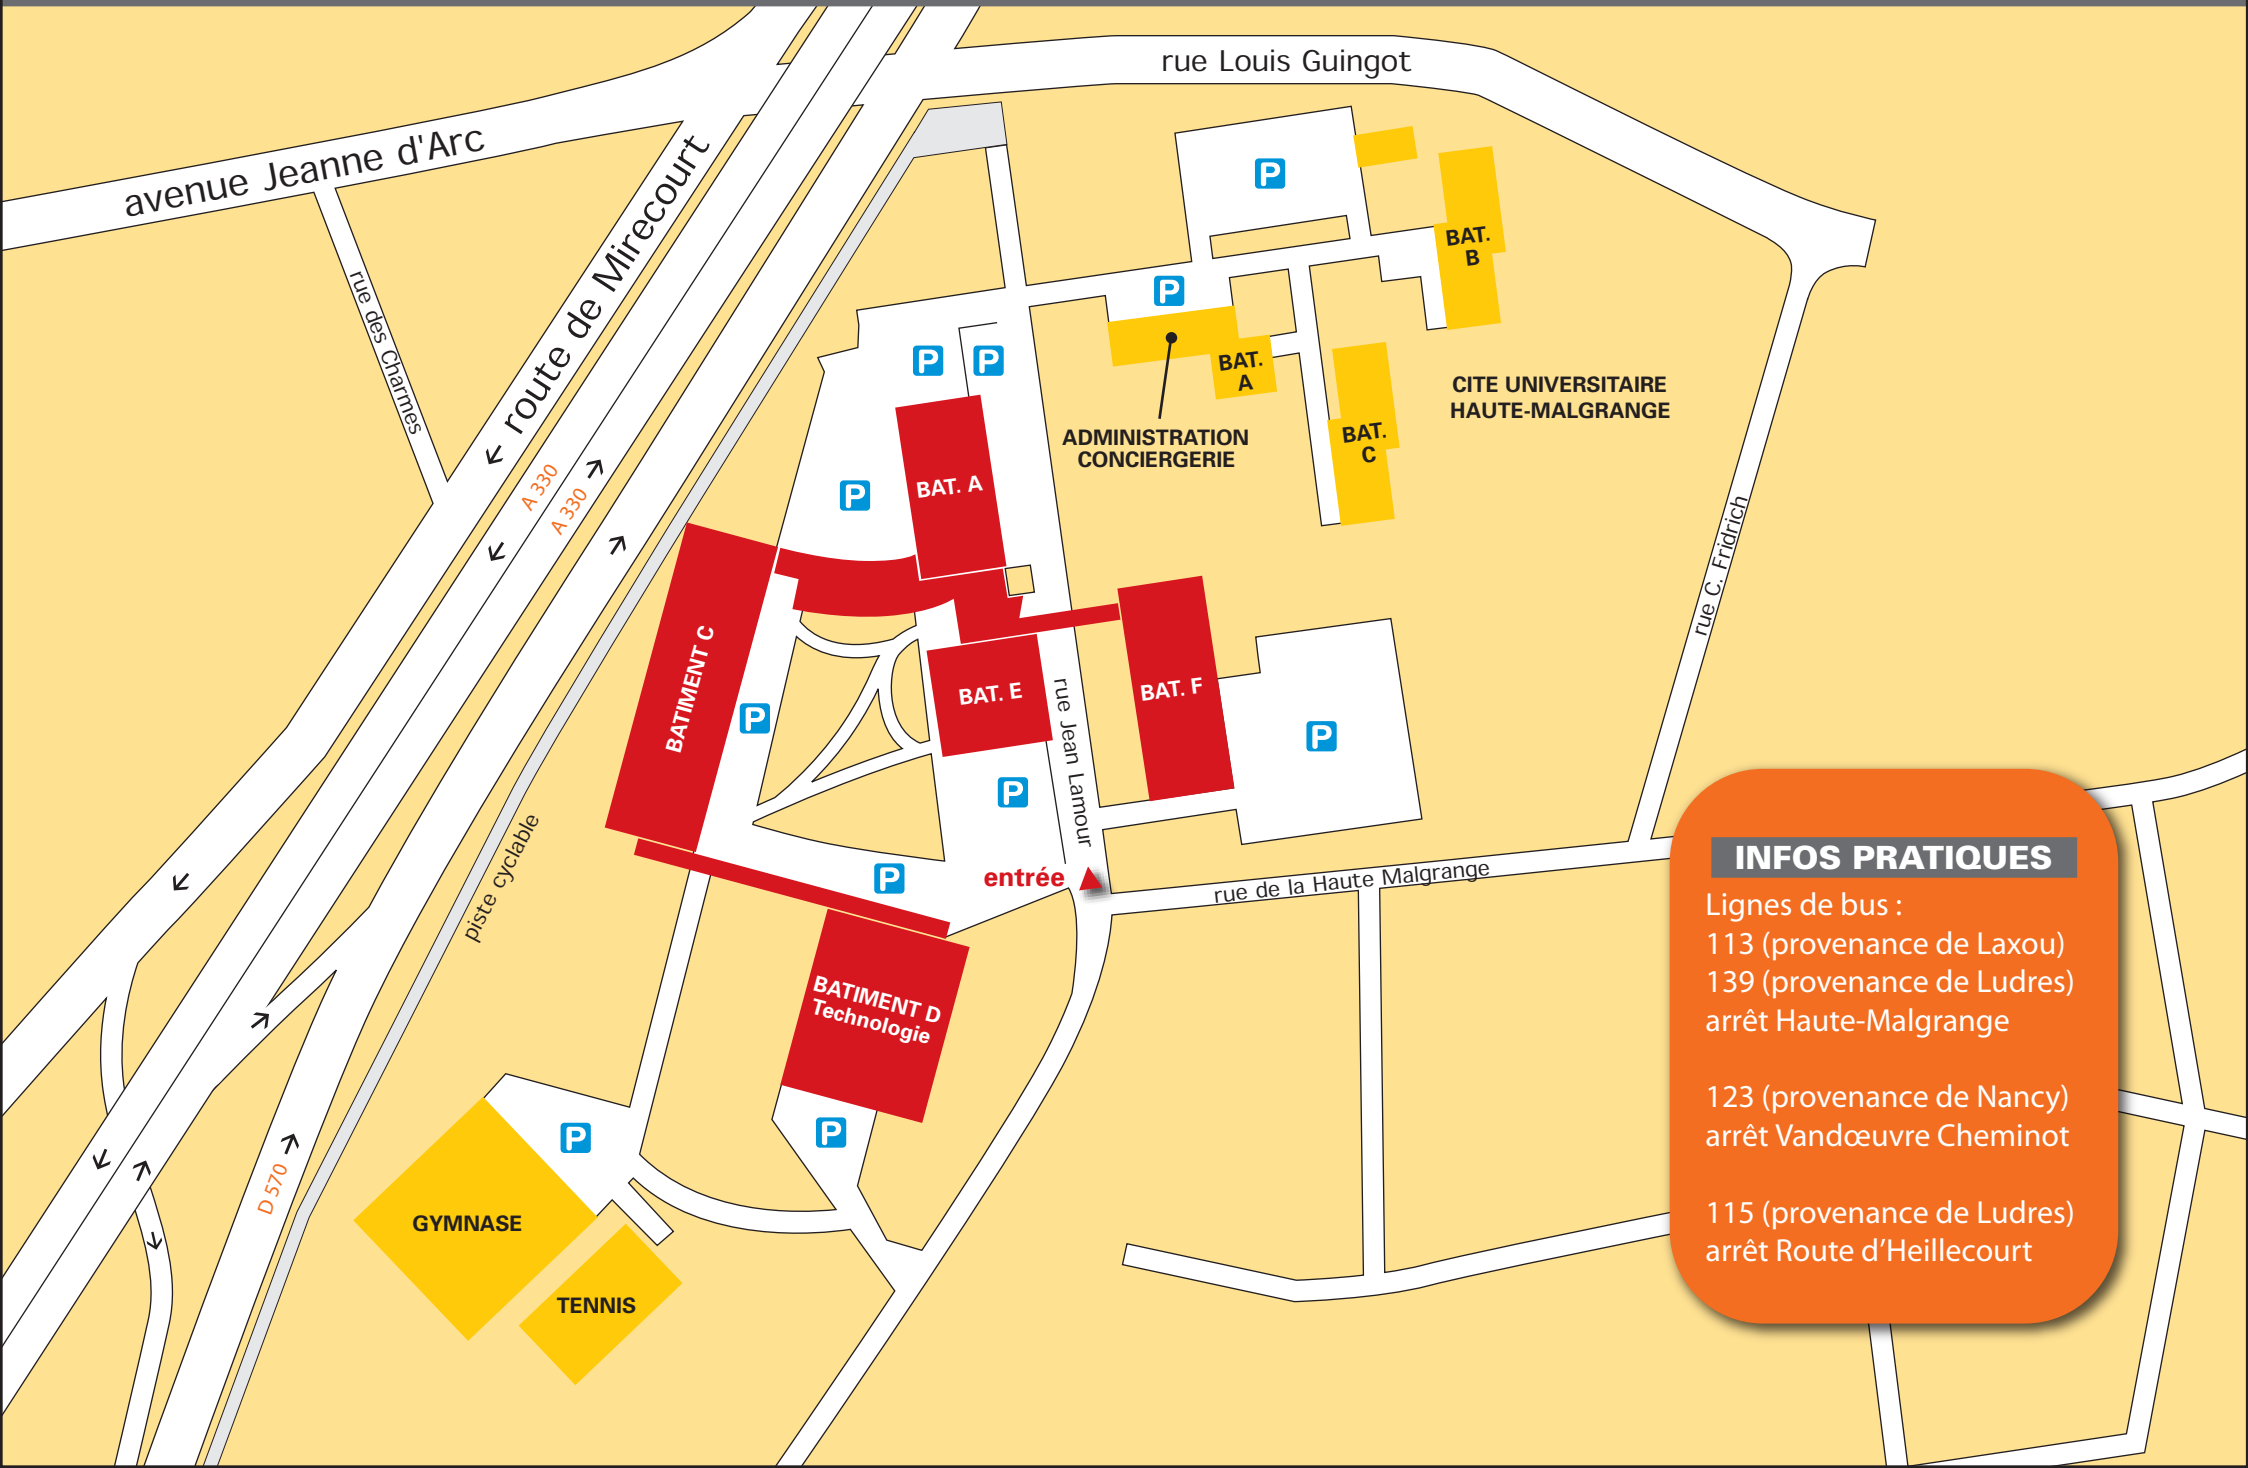 rue Louis Guingot
avenue Jeanne d'Arc
route de Mirecourt
rue des Charmes
A 330
A 330
P
P
P
P
P
BAT. A
BAT.
B
BAT.
A
BAT.
C
ADMINISTRATION
CONCIERGERIE
CITE UNIVERSITAIRE
HAUTE-MALGRANGE
rue C. Fridrich
BATIMENT C
P
BAT. E
rue Jean Lamour
BAT. F
P
P
piste cyclable
P
entrée
rue de la Haute Malgrange
BATIMENT D
Technologie
P
P
D 570
GYMNASE
TENNIS
INFOS PRATIQUES
Lignes de bus :
113 (provenance de Laxou)
139 (provenance de Ludres)
arrêt Haute-Malgrange
123 (provenance de Nancy)
arrêt Vandœuvre Cheminot
115 (provenance de Ludres)
arrêt Route d’Heillecourt